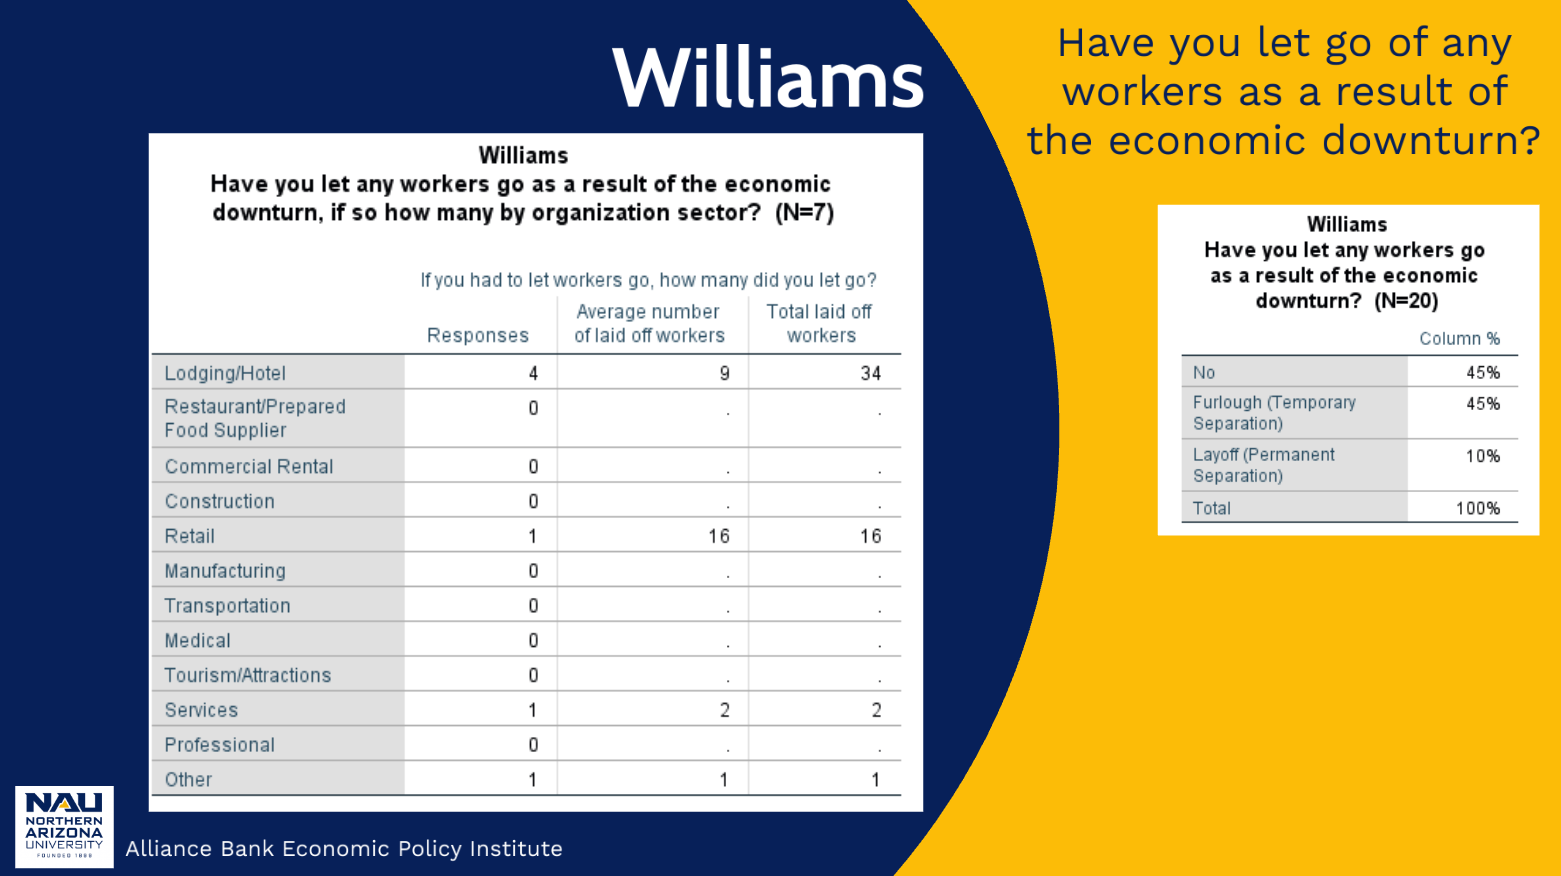 Williams
Have you let go of any
workers as a result of
the economic downturn?
Williams
Have you let any workers go as a result of the economic
downturn, if so how many by organization sector? (N=7)
If you had to let workers go, how many did you let go?
Responses Average number of laid off workers Total laid off workers
Lodging/Hotel 4 9 34
Restaurant/Prepared
Food Supplier 0 . .
Commercial Rental 0 . .
Construction 0 . .
Retail 1 16 16
Manufacturing 0 . .
Transportation 0 . .
Medical 0 . .
Tourism/Attractions 0 . .
Services 1 2 2
Professional 0 . .
Other 1 1 1
Williams
Have you let any workers go
as a result of the economic
downturn? (N=20)
Column %
No 45%
Furlough (Temporary
Separation) 45%
Layoff (Permanent
Separation) 10%
Total 100%
NAU
NORTHERN
ARIZONA
UNIVERSITY
FOUNDED 1899
Alliance Bank Economic Policy Institute